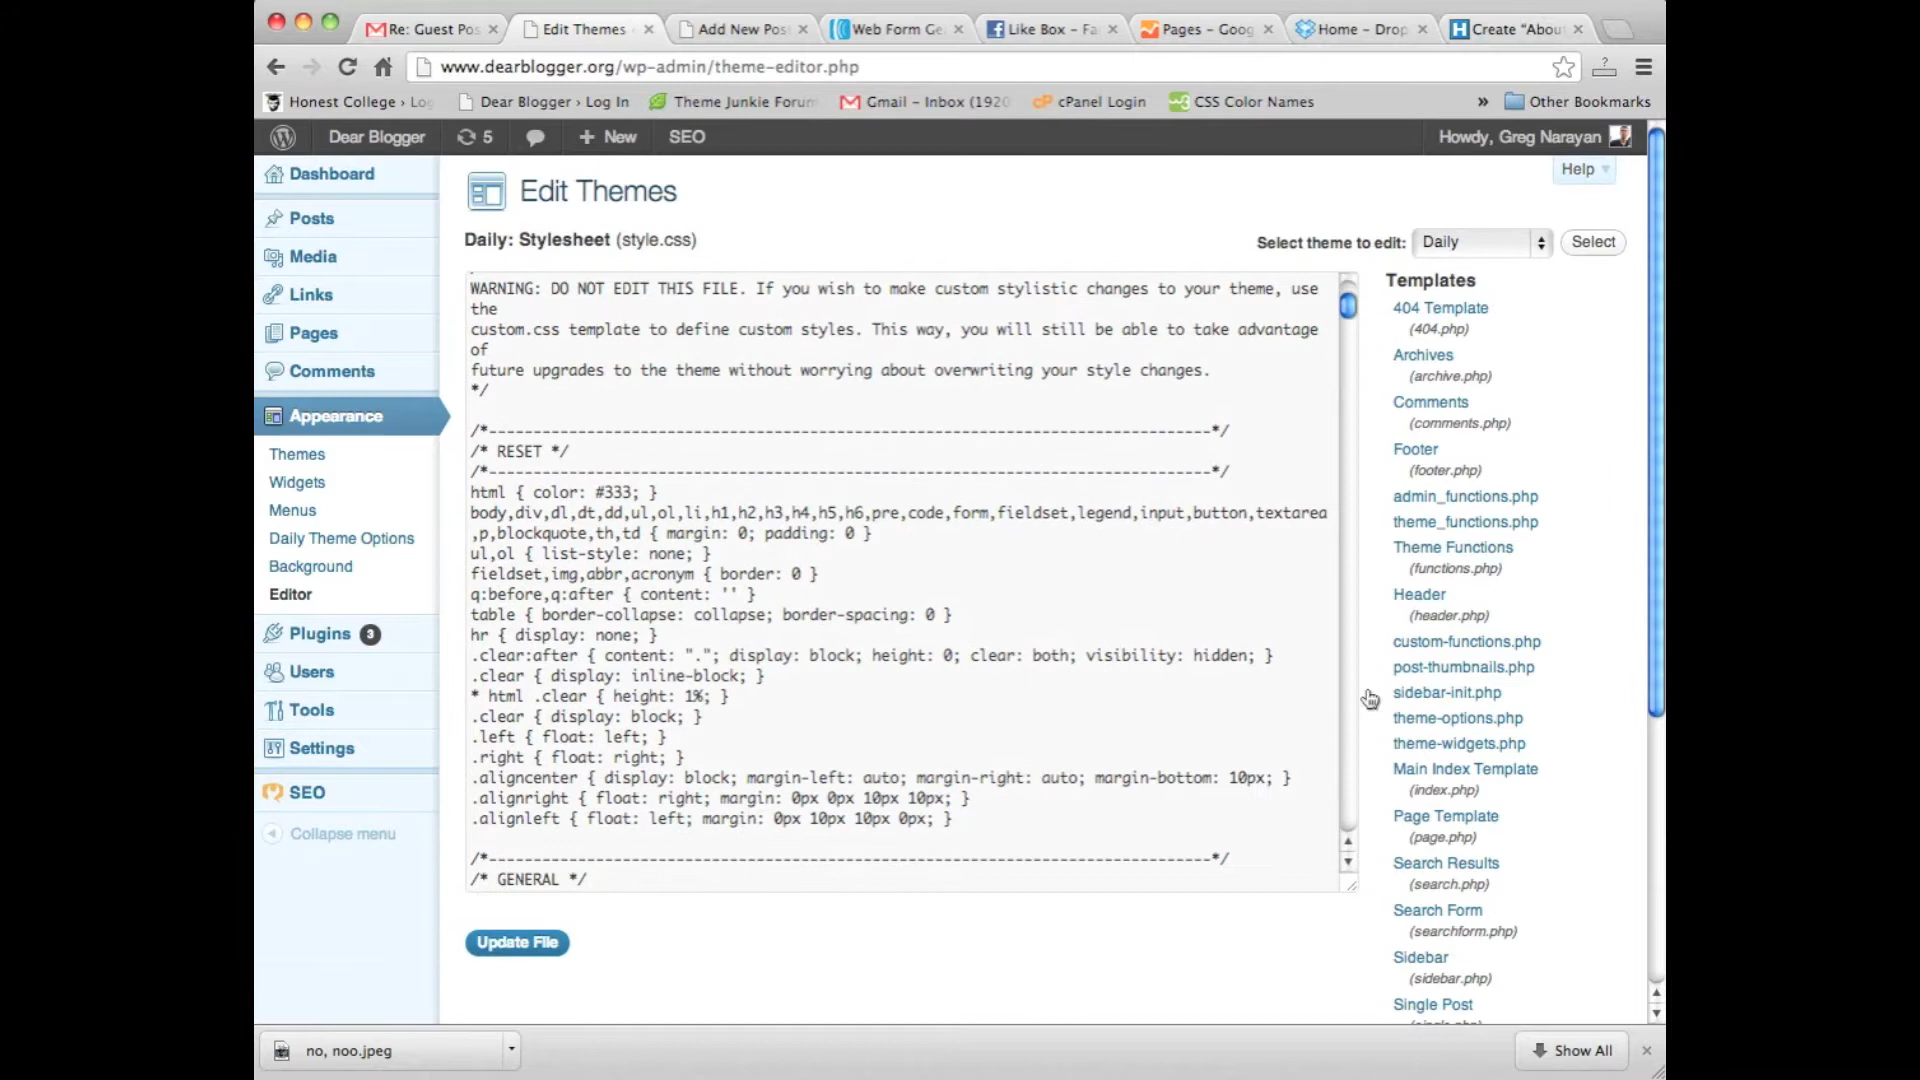 Re: Guest Pos
Edit Themes
Add New Post
Web Form Ge
Like Box – Fa
Pages – Goog
Home – Drop
Create "About
www.dearblogger.org/wp-admin/theme-editor.php
Honest College › Log
Dear Blogger › Log In
Theme Junkie Forum
Gmail – Inbox (1920
cPanel Login
CSS Color Names
»
Other Bookmarks
Dear Blogger
5
+ New
SEO
Howdy, Greg Narayan
Help
Dashboard
Posts
Media
Links
Pages
Comments
Appearance
Themes
Widgets
Menus
Daily Theme Options
Background
Editor
Plugins 3
Users
Tools
Settings
SEO
Collapse menu
Edit Themes
Daily: Stylesheet (style.css)
Select theme to edit: Daily Select
WARNING: DO NOT EDIT THIS FILE. If you wish to make custom stylistic changes to your theme, use
the
custom.css template to define custom styles. This way, you will still be able to take advantage
of
future upgrades to the theme without worrying about overwriting your style changes.
*/
/*---------------------------------------------------------------------------------*/
/* RESET */
/*---------------------------------------------------------------------------------*/
html { color: #333; }
body,div,dl,dt,dd,ul,ol,li,h1,h2,h3,h4,h5,h6,pre,code,form,fieldset,legend,input,button,textarea
,p,blockquote,th,td { margin: 0; padding: 0 }
ul,ol { list-style: none; }
fieldset,img,abbr,acronym { border: 0 }
q:before,q:after { content: '' }
table { border-collapse: collapse; border-spacing: 0 }
hr { display: none; }
.clear:after { content: "."; display: block; height: 0; clear: both; visibility: hidden; }
.clear { display: inline-block; }
* html .clear { height: 1%; }
.clear { display: block; }
.left { float: left; }
.right { float: right; }
.aligncenter { display: block; margin-left: auto; margin-right: auto; margin-bottom: 10px; }
.alignright { float: right; margin: 0px 0px 10px 10px; }
.alignleft { float: left; margin: 0px 10px 10px 0px; }
/*---------------------------------------------------------------------------------*/
/* GENERAL */
Update File
Templates
404 Template
(404.php)
Archives
(archive.php)
Comments
(comments.php)
Footer
(footer.php)
admin_functions.php
theme_functions.php
Theme Functions
(functions.php)
Header
(header.php)
custom-functions.php
post-thumbnails.php
sidebar-init.php
theme-options.php
theme-widgets.php
Main Index Template
(index.php)
Page Template
(page.php)
Search Results
(search.php)
Search Form
(searchform.php)
Sidebar
(sidebar.php)
Single Post
no, noo.jpeg
Show All